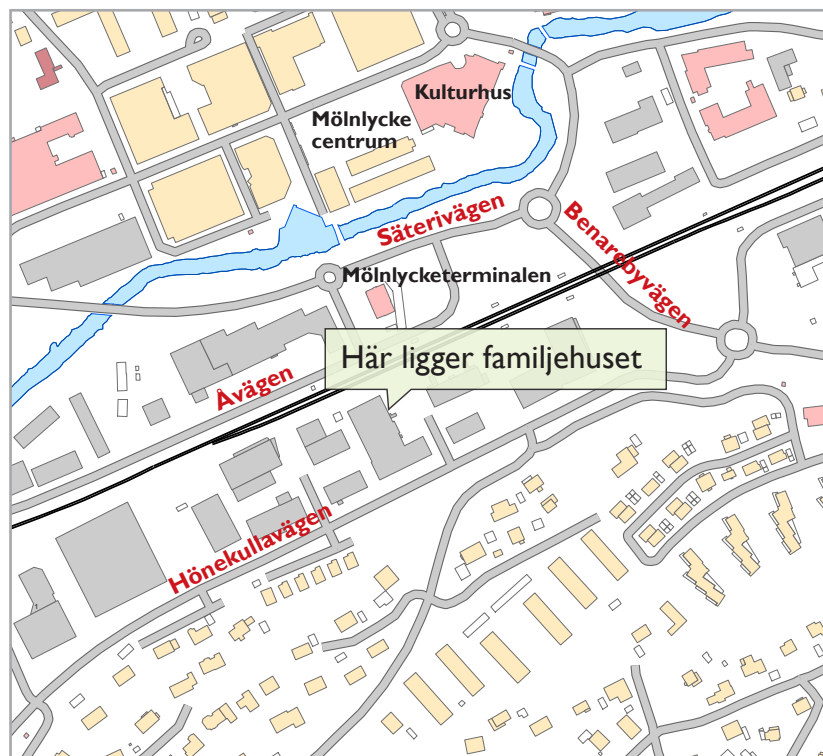 Kulturhus
Mölnlycke
centrum
Säterivägen
Benarebyvägen
Mölnlycketerminalen
Här ligger familjehuset
Åvägen
Hönekullavägen